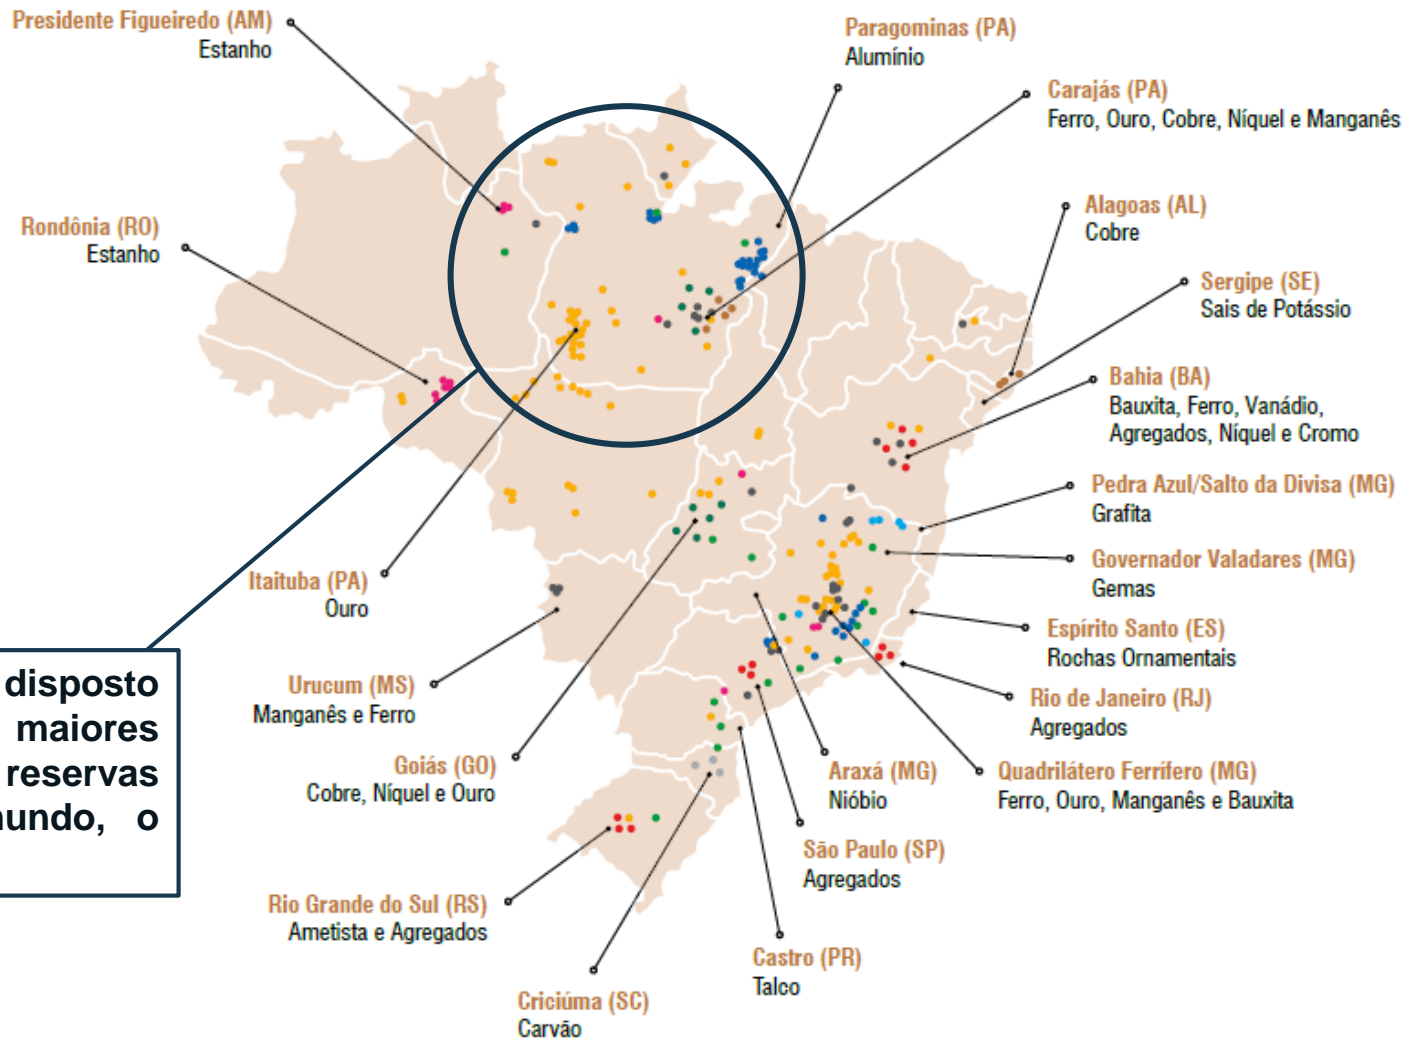 Presidente Figueiredo (AM)
Estanho
Paragominas (PA)
Alumínio
Carajás (PA)
Ferro, Ouro, Cobre, Níquel e Manganês
Rondônia (RO)
Estanho
Alagoas (AL)
Cobre
Sergipe (SE)
Sais de Potássio
Bahia (BA)
Bauxita, Ferro, Vanádio,
Agregados, Níquel e Cromo
Pedra Azul/Salto da Divisa (MG)
Grafita
Governador Valadares (MG)
Gemas
Itaituba (PA)
Ouro
Espírito Santo (ES)
Rochas Ornamentais
disposto
maiores
reservas
undo, o
Urucum (MS)
Manganês e Ferro
Rio de Janeiro (RJ)
Agregados
Goiás (GO)
Cobre, Níquel e Ouro
Araxá (MG)
Nióbio
Quadrilátero Ferrífero (MG)
Ferro, Ouro, Manganês e Bauxita
São Paulo (SP)
Agregados
Rio Grande do Sul (RS)
Ametista e Agregados
Castro (PR)
Talco
Criciúma (SC)
Carvão